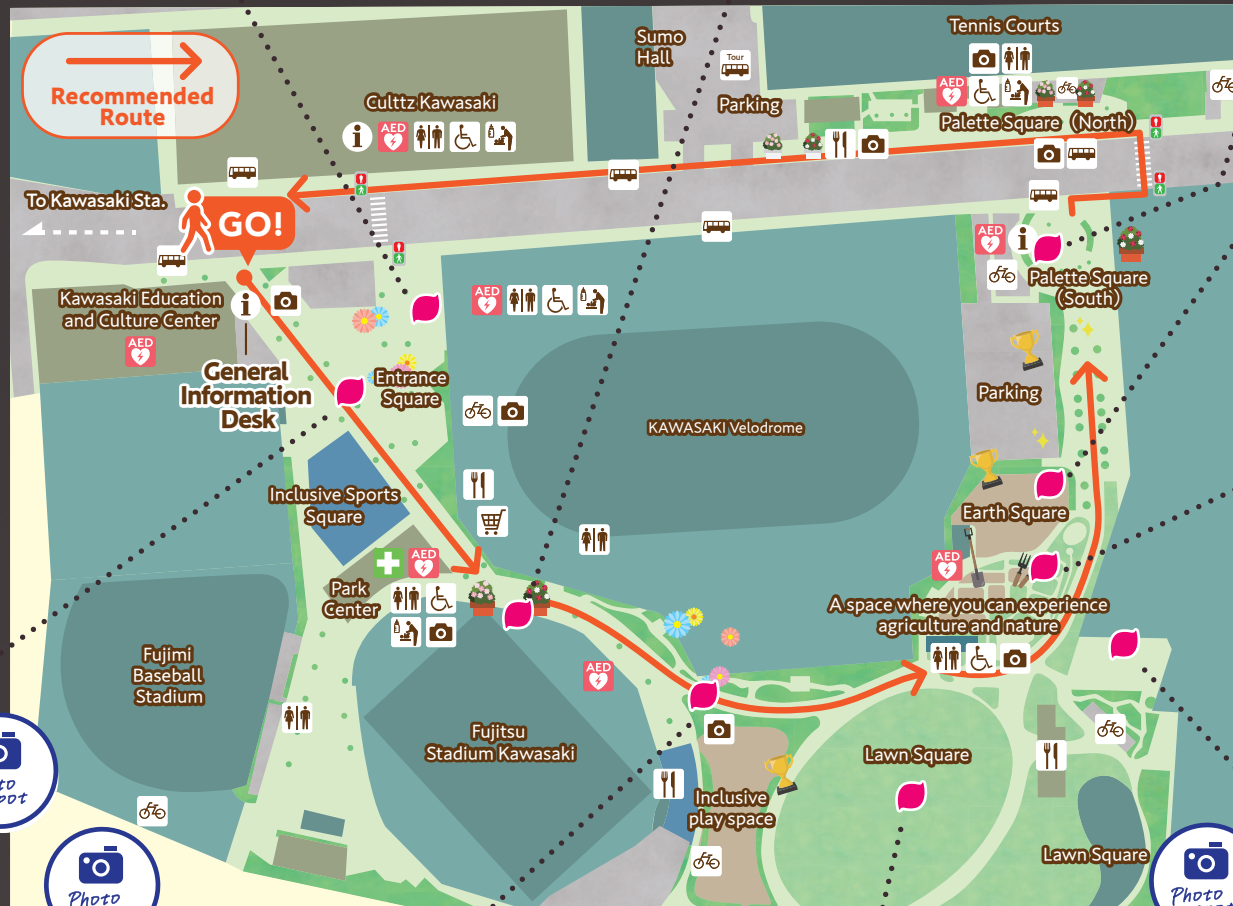 Recommended
Route
Sumo
Hall
Tour
Tennis Courts
Culttz Kawasaki
AED
Parking
AED
Palette Square (North)
To Kawasaki Sta.
GO!
AED
Palette Square
(South)
Kawasaki Education
and Culture Center
AED
AED
General
Information
Desk
Entrance
Square
KAWASAKI Velodrome
Parking
Inclusive Sports
Square
Earth Square
AED
AED
Park
Center
A space where you can experience
agriculture and nature
Fujimi
Baseball
Stadium
AED
Fujitsu
Stadium Kawasaki
Lawn Square
Inclusive
play space
Lawn Square
Photo
Photo